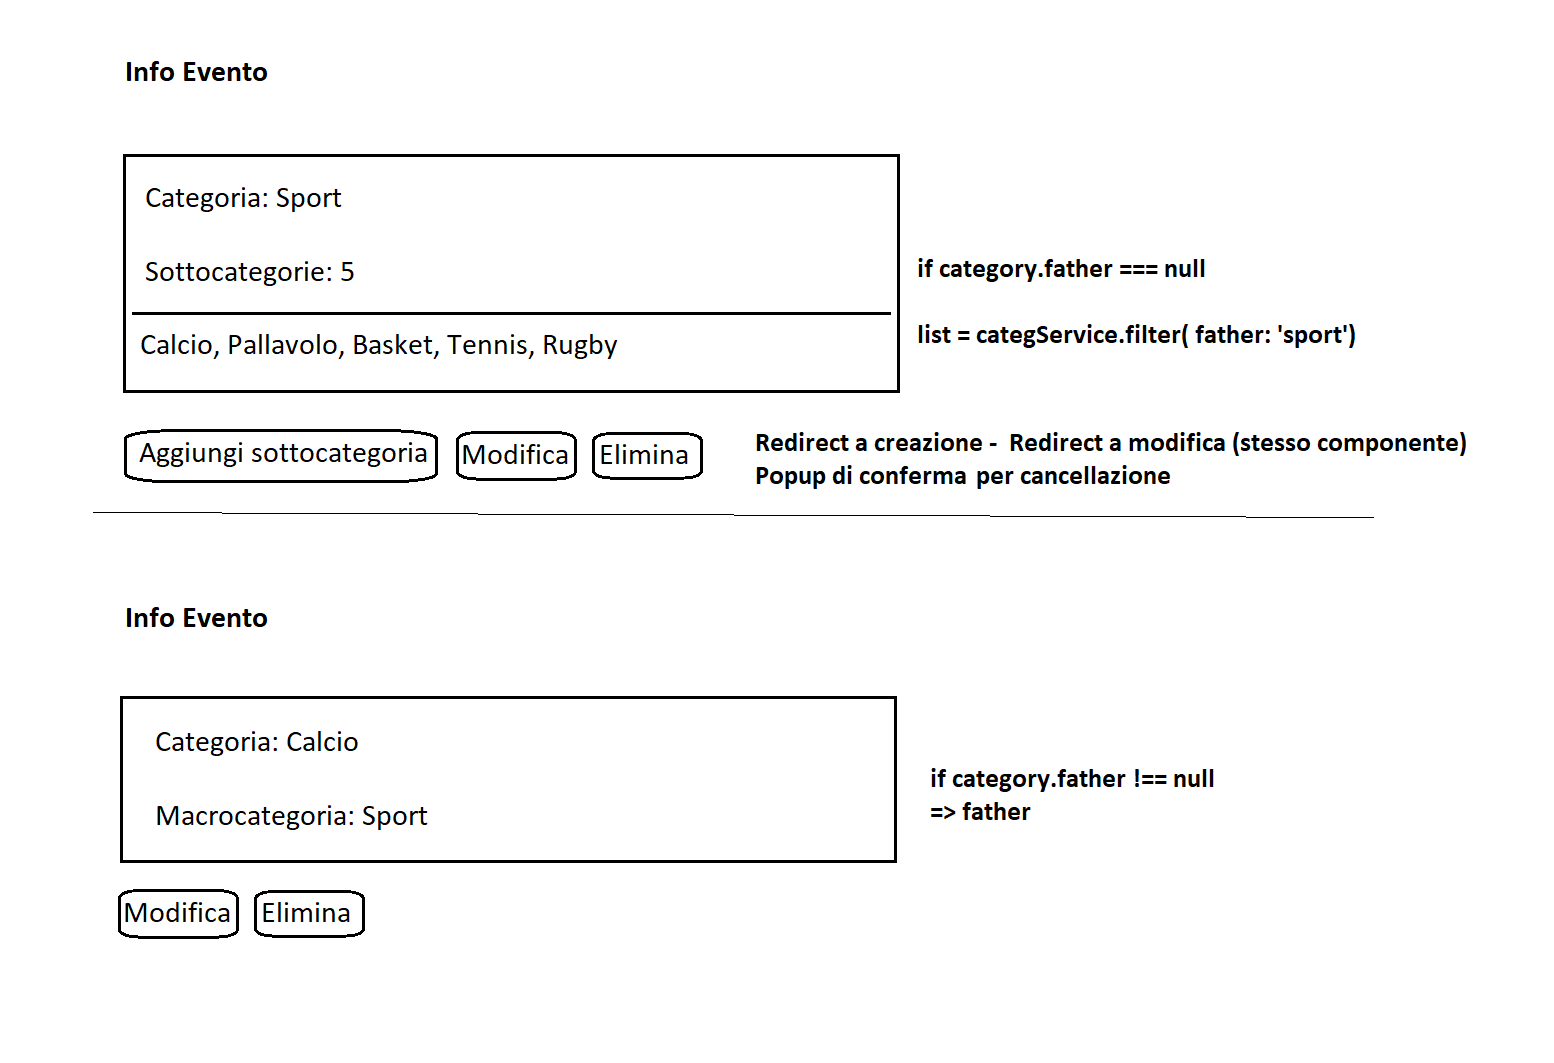 Info Evento
Categoria: Sport
Sottocategorie: 5
if category.father === null
Calcio, Pallavolo, Basket, Tennis, Rugby
list = categService.filter( father: 'sport')
Aggiungi sottocategoria
Modifica
Elimina
Redirect a creazione - Redirect a modifica (stesso componente)
Popup di conferma per cancellazione
Info Evento
Categoria: Calcio
Macrocategoria: Sport
if category.father !== null
=> father
Modifica
Elimina